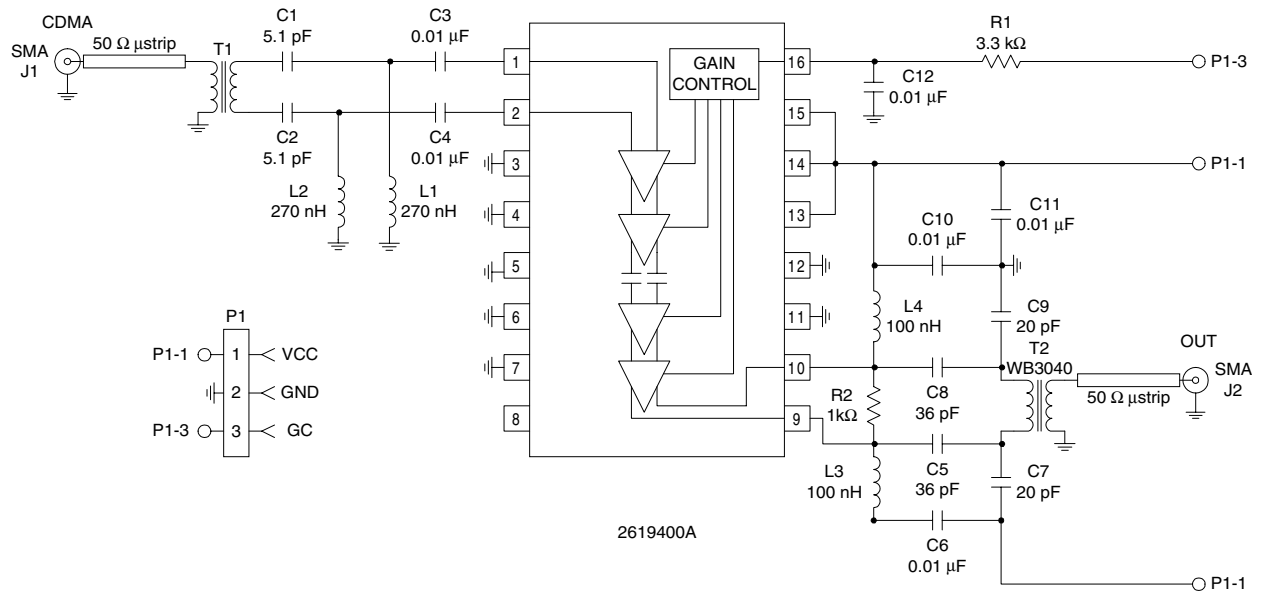 CDMA
SMA
J1
50 Ω µstrip
T1
C1
5.1 pF
C3
0.01 µF
C2
5.1 pF
C4
0.01 µF
L2
270 nH
L1
270 nH
1
2
3
4
5
6
7
8
GAIN
CONTROL
16
15
14
13
12
11
10
9
R1
3.3 kΩ
C12
0.01 µF
P1-3
P1-1
C10
0.01 µF
C11
0.01 µF
L4
100 nH
C9
20 pF
T2
WB3040
OUT
SMA
J2
50 Ω µstrip
R2
1kΩ
C8
36 pF
L3
100 nH
C5
36 pF
C7
20 pF
C6
0.01 µF
P1-1
P1
P1-1
1
VCC
2
GND
P1-3
3
GC
2619400A